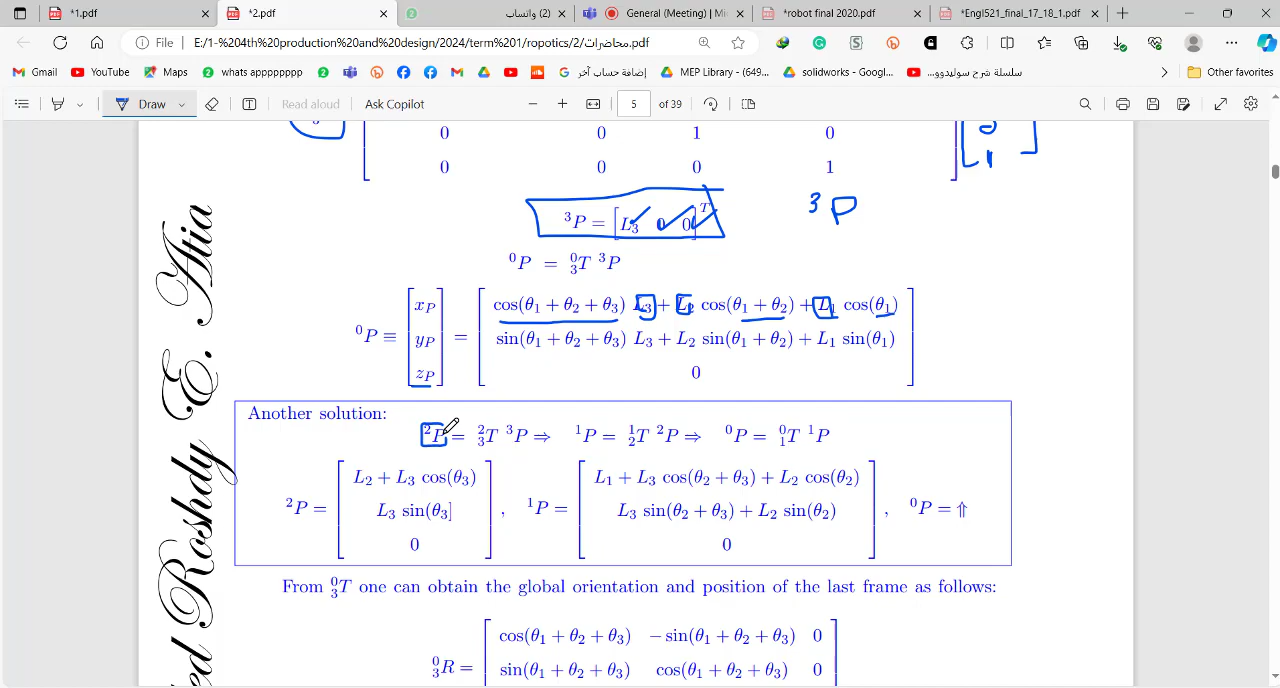 *1.pdf
*2.pdf
واتساب (2)
General (Meeting) | Mi
*robot final 2020.pdf
*Engl521_final_17_18_1.pdf
File
E:/1-%204th%20production%20and%20design/2024/term%201/ropotics/2/محاضرات.pdf
Gmail
YouTube
Maps
whats apppppppp
إضافة حساب آخر
MEP Library - (649...
solidworks - Googl...
سلسلة شرح سوليدوو...
Other favorites
Draw
Read aloud
Ask Copilot
5 of 39
0 0 1 0
0 0 0 1
1
³P = [L₃ 0 0]ᵀ
³P
⁰P = ⁰₃T ³P
⁰P ≡ [x_P y_P z_P] =
cos(θ₁ + θ₂ + θ₃) L₃ + L₂ cos(θ₁ + θ₂) + L₁ cos(θ₁)
sin(θ₁ + θ₂ + θ₃) L₃ + L₂ sin(θ₁ + θ₂) + L₁ sin(θ₁)
0
Another solution:
²P = ²₃T ³P ⇒ ¹P = ¹₂T ²P ⇒ ⁰P = ⁰₁T ¹P
²P = [L₂ + L₃ cos(θ₃)
L₃ sin(θ₃]
0],
¹P = [L₁ + L₃ cos(θ₂ + θ₃) + L₂ cos(θ₂)
L₃ sin(θ₂ + θ₃) + L₂ sin(θ₂)
0],
⁰P = ⇑
From ⁰₃T one can obtain the global orientation and position of the last frame as follows:
⁰₃R =
cos(θ₁ + θ₂ + θ₃) − sin(θ₁ + θ₂ + θ₃) 0
sin(θ₁ + θ₂ + θ₃) cos(θ₁ + θ₂ + θ₃) 0
ed Roshdy E. Atia